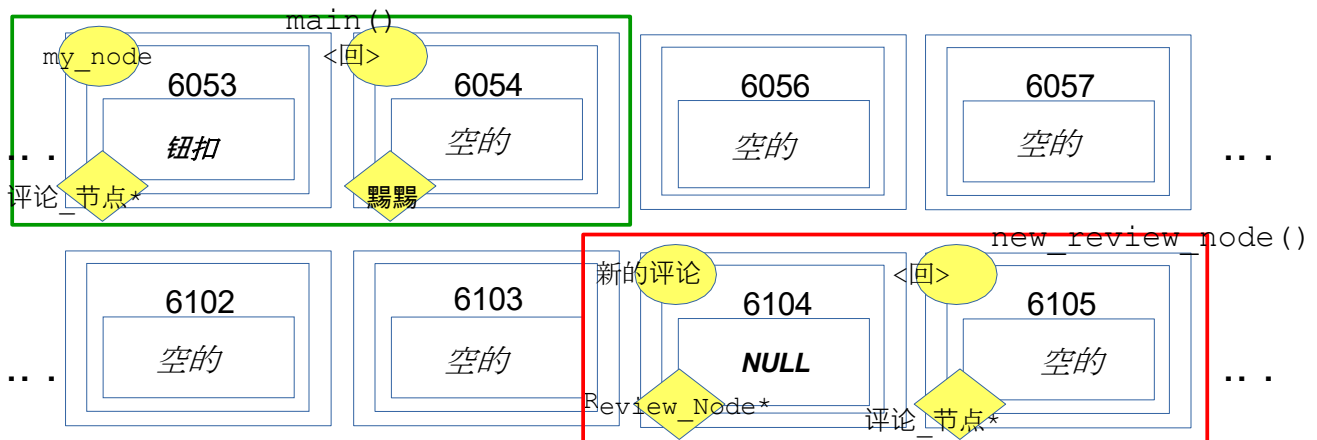 main()
my_node <回>
6053 6054 6056 6057
钮扣 空的 空的 空的
.. . .. .
评论_节点* 黫黫
new_review_node()
新的评论 <回>
6102 6103 6104 6105
空的 空的 NULL 空的
.. . .. .
Review_Node* 评论_节点*